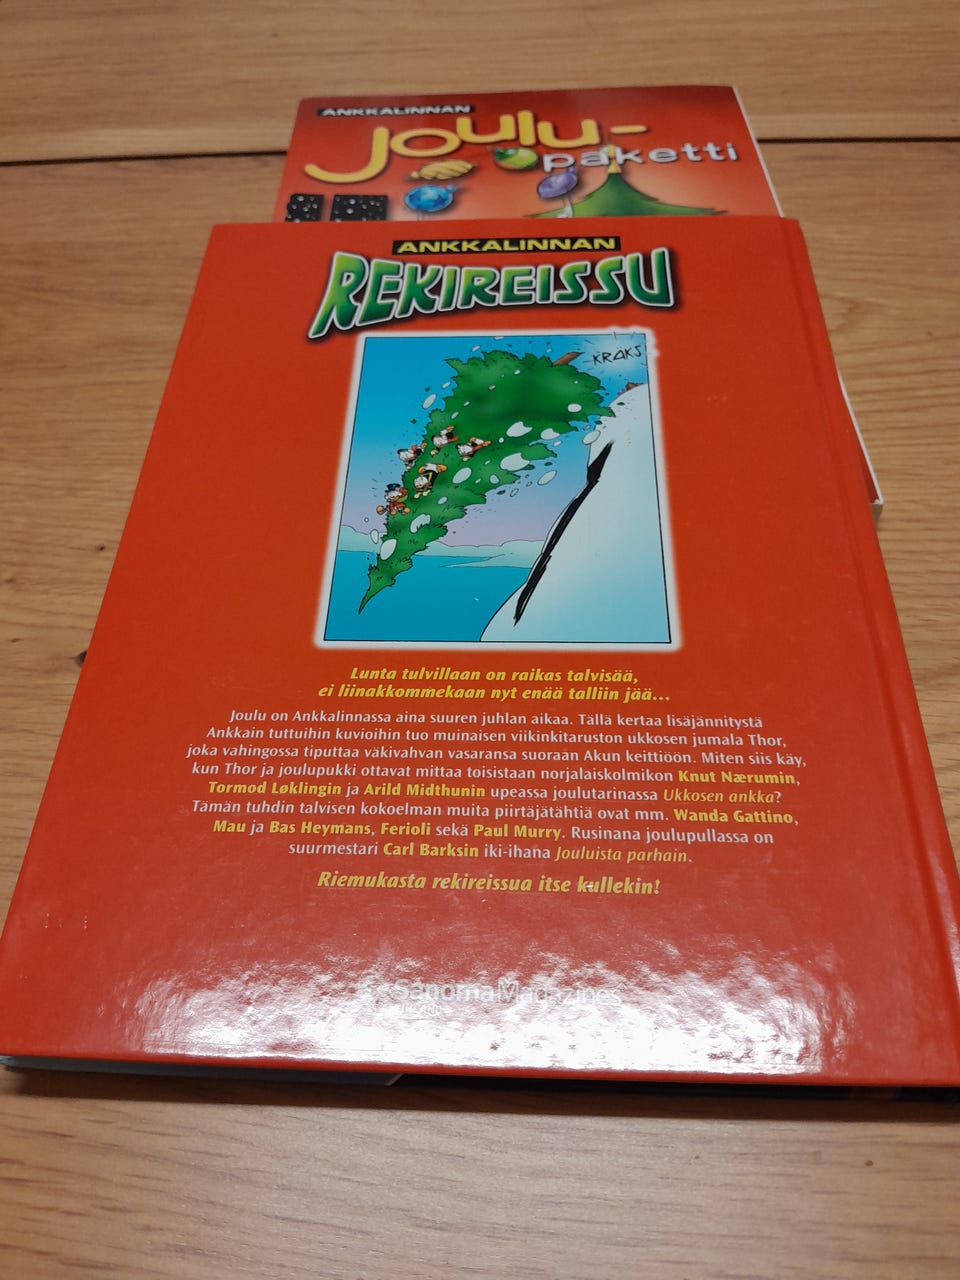 ANKKALINNAN
Joulu-
paketti
ANKKALINNAN
REKIREISSU
KRÄKS
Lunta tulvillaan on raikas talvisää,
ei liinakkommekaan nyt enää talliin jää...
Joulu on Ankkalinnassa aina suuren juhlan aikaa. Tällä kertaa lisäjännitystä
Ankkain tuttuihin kuvioihin tuo muinaisen viikinkitaruston ukkosen jumala Thor,
joka vahingossa tiputtaa väkivahvan vasaransa suoraan Akun keittiöön. Miten siis käy,
kun Thor ja joulupukki ottavat mittaa toisistaan norjalaiskolmikon Knut Nærumin,
Tormod Løklingin ja Arild Midthunin upeassa joulutarinassa Ukkosen ankka?
Tämän tuhdin talvisen kokoelman muita piirtäjätähtiä ovat mm. Wanda Gattino,
Mau ja Bas Heymans, Ferioli sekä Paul Murry. Rusinana joulupullassa on
suurmestari Carl Barksin iki-ihana Jouluista parhain.
Riemukasta rekireissua itse kullekin!
SanomaMagazines